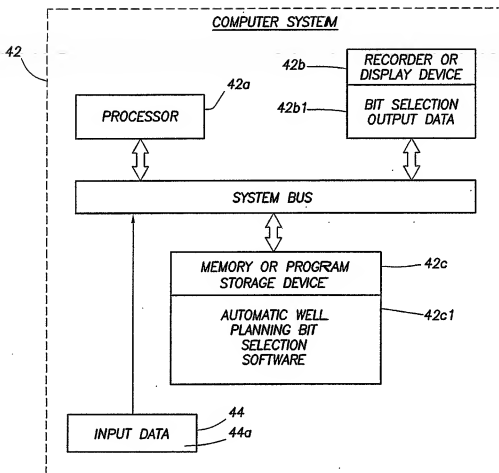 COMPUTER SYSTEM
42
42a
PROCESSOR
42b
RECORDER OR
DISPLAY DEVICE
42b1
BIT SELECTION
OUTPUT DATA
SYSTEM BUS
MEMORY OR PROGRAM
STORAGE DEVICE
42c
AUTOMATIC WELL
PLANNING BIT
SELECTION
SOFTWARE
42c1
INPUT DATA
44
44a